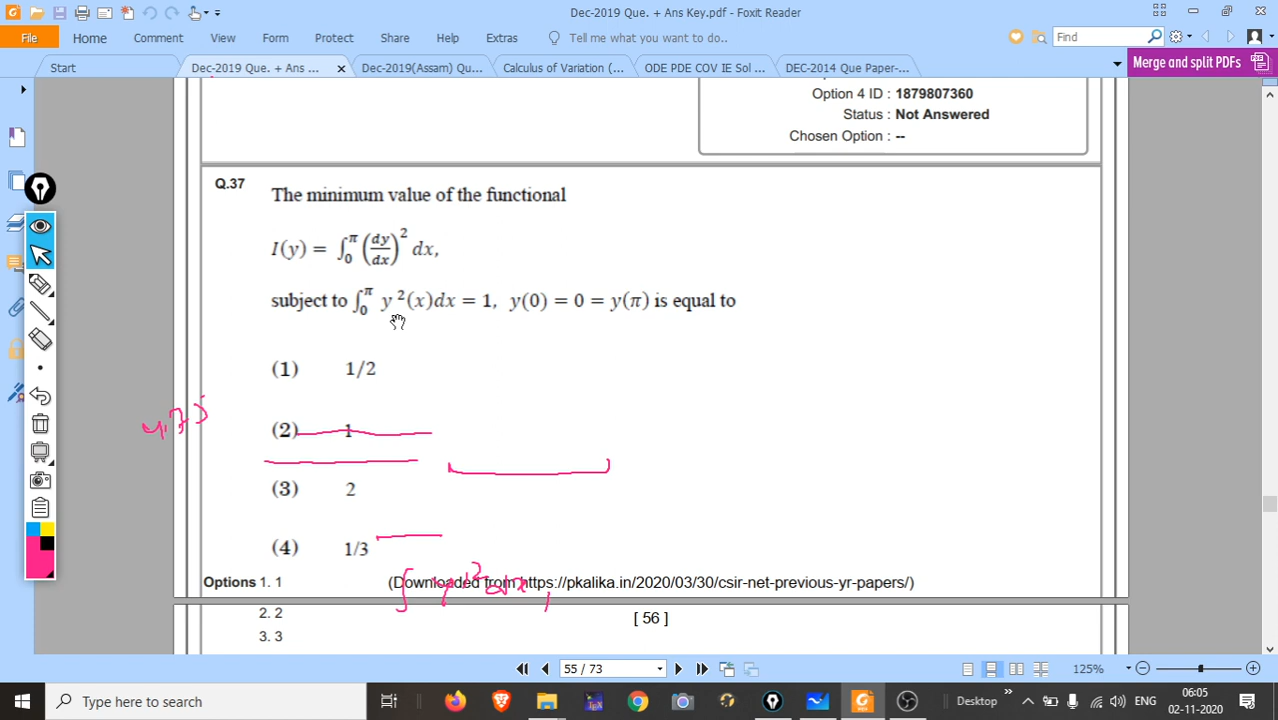 Dec-2019 Que. + Ans Key.pdf - Foxit Reader
File Home Comment View Form Protect Share Help Extras Tell me what you want to do.. Find
Start Dec-2019 Que. + Ans ... Dec-2019(Assam) Qu... Calculus of Variation (... ODE PDE COV IE Sol ... DEC-2014 Que Paper-... Merge and split PDFs
Option 4 ID : 1879807360
Status : Not Answered
Chosen Option : --
Q.37
The minimum value of the functional
I(y) = ∫₀^π (dy/dx)² dx,
subject to ∫₀^π y ²(x)dx = 1, y(0) = 0 = y(π) is equal to
(1) 1/2
(2) 1
(3) 2
(4) 1/3
Options 1. 1 (Downloaded from https://pkalika.in/2020/03/30/csir-net-previous-yr-papers/)
2. 2
[ 56 ]
3. 3
55 / 73 125%
Type here to search Desktop ENG 06:05
02-11-2020